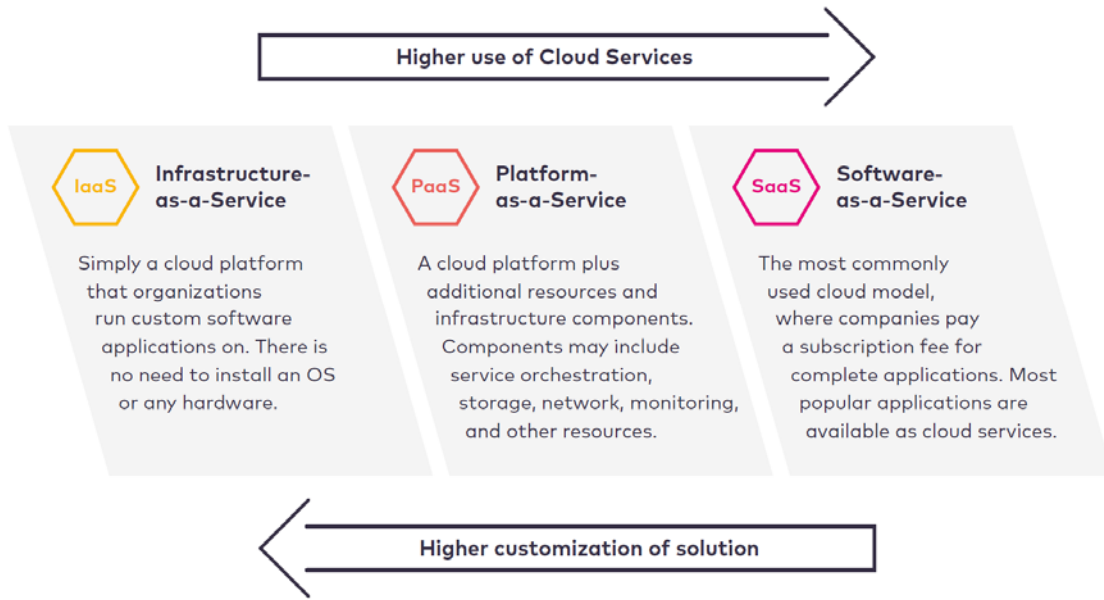 Higher use of Cloud Services
IaaS
Infrastructure-
as-a-Service
Simply a cloud platform
that organizations
run custom software
applications on. There is
no need to install an OS
or any hardware.
PaaS
Platform-
as-a-Service
A cloud platform plus
additional resources and
infrastructure components.
Components may include
service orchestration,
storage, network, monitoring,
and other resources.
SaaS
Software-
as-a-Service
The most commonly
used cloud model,
where companies pay
a subscription fee for
complete applications. Most
popular applications are
available as cloud services.
Higher customization of solution